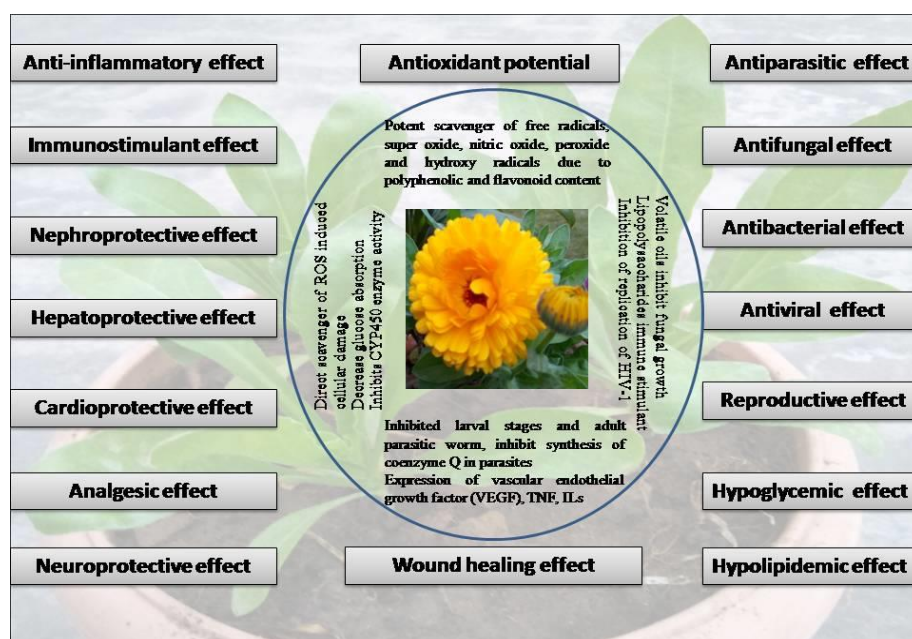 Anti-inflammatory effect
Antioxidant potential
Antiparasitic effect
Immunostimulant effect
Antifungal effect
Nephroprotective effect
Antibacterial effect
Hepatoprotective effect
Antiviral effect
Cardioprotective effect
Reproductive effect
Analgesic effect
Hypoglycemic effect
Neuroprotective effect
Wound healing effect
Hypolipidemic effect
Potent scavenger of free radicals,
super oxide, nitric oxide, peroxide
and hydroxy radicals due to
polyphenolic and flavonoid content
Direct scavenger of ROS induced
cellular damage
Decrease glucose absorption
Inhibits CYP450 enzyme activity
Volatile oils inhibit fungal growth
Lipopolysaccharides immune stimulant
Inhibition of replication of HIV-1
Inhibited larval stages and adult
parasitic worm, inhibit synthesis of
coenzyme Q in parasites
Expression of vascular endothelial
growth factor (VEGF), TNF, ILs